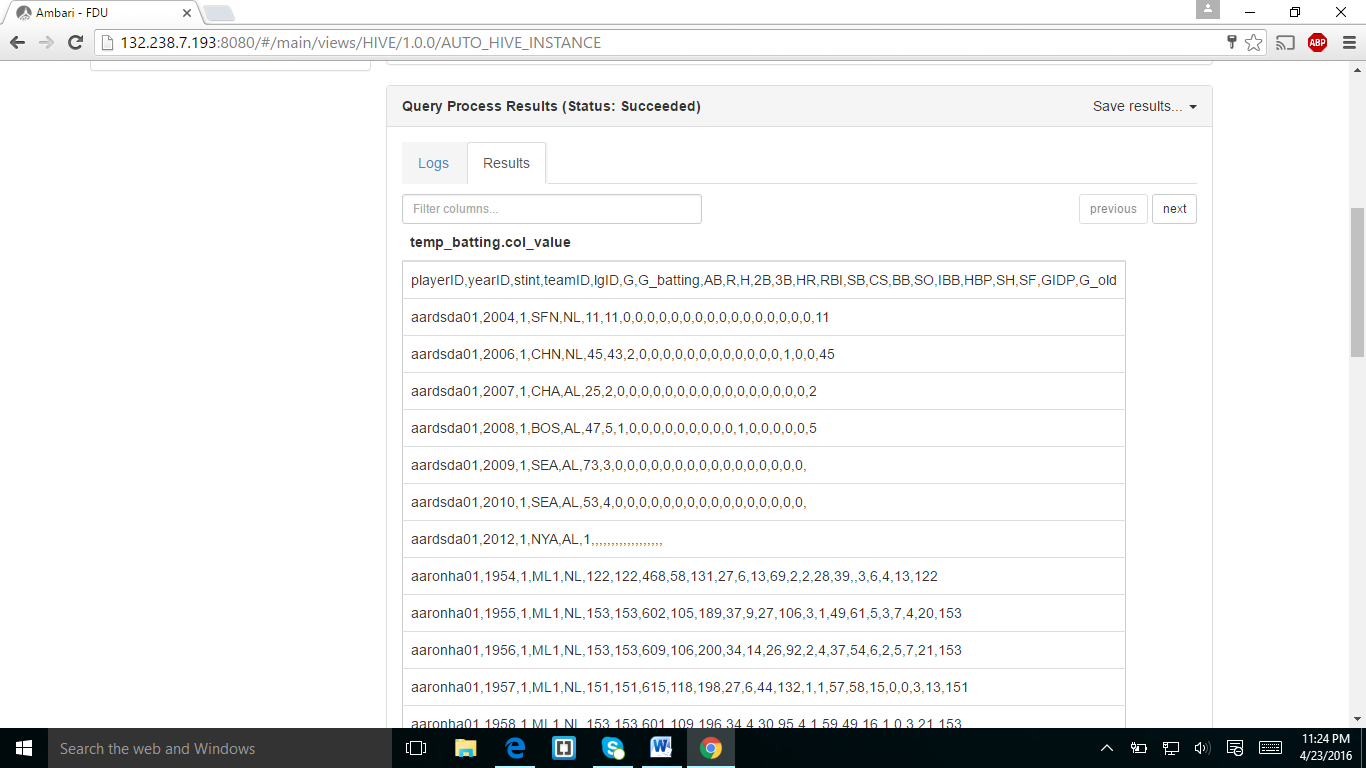 Ambari - FDU
132.238.7.193:8080/#/main/views/HIVE/1.0.0/AUTO_HIVE_INSTANCE
ABP
Query Process Results (Status: Succeeded)
Save results...
Logs
Results
Filter columns...
previous
next
temp_batting.col_value
playerID,yearID,stint,teamID,lgID,G,G_batting,AB,R,H,2B,3B,HR,RBI,SB,CS,BB,SO,IBB,HBP,SH,SF,GIDP,G_old
aardsda01,2004,1,SFN,NL,11,11,0,0,0,0,0,0,0,0,0,0,0,0,0,0,0,0,11
aardsda01,2006,1,CHN,NL,45,43,2,0,0,0,0,0,0,0,0,0,0,0,0,1,0,0,45
aardsda01,2007,1,CHA,AL,25,2,0,0,0,0,0,0,0,0,0,0,0,0,0,0,0,0,2
aardsda01,2008,1,BOS,AL,47,5,1,0,0,0,0,0,0,0,0,0,1,0,0,0,0,0,5
aardsda01,2009,1,SEA,AL,73,3,0,0,0,0,0,0,0,0,0,0,0,0,0,0,0,0,
aardsda01,2010,1,SEA,AL,53,4,0,0,0,0,0,0,0,0,0,0,0,0,0,0,0,0,
aardsda01,2012,1,NYA,AL,1,,,,,,,,,,,,,,,,,,
aaronha01,1954,1,ML1,NL,122,122,468,58,131,27,6,13,69,2,2,28,39,,3,6,4,13,122
aaronha01,1955,1,ML1,NL,153,153,602,105,189,37,9,27,106,3,1,49,61,5,3,7,4,20,153
aaronha01,1956,1,ML1,NL,153,153,609,106,200,34,14,26,92,2,4,37,54,6,2,5,7,21,153
aaronha01,1957,1,ML1,NL,151,151,615,118,198,27,6,44,132,1,1,57,58,15,0,0,3,13,151
aaronha01,1958,1,ML1,NL,153,153,601,109,196,34,4,30,95,4,1,59,49,16,1,0,3,21,153
Search the web and Windows
11:24 PM
4/23/2016